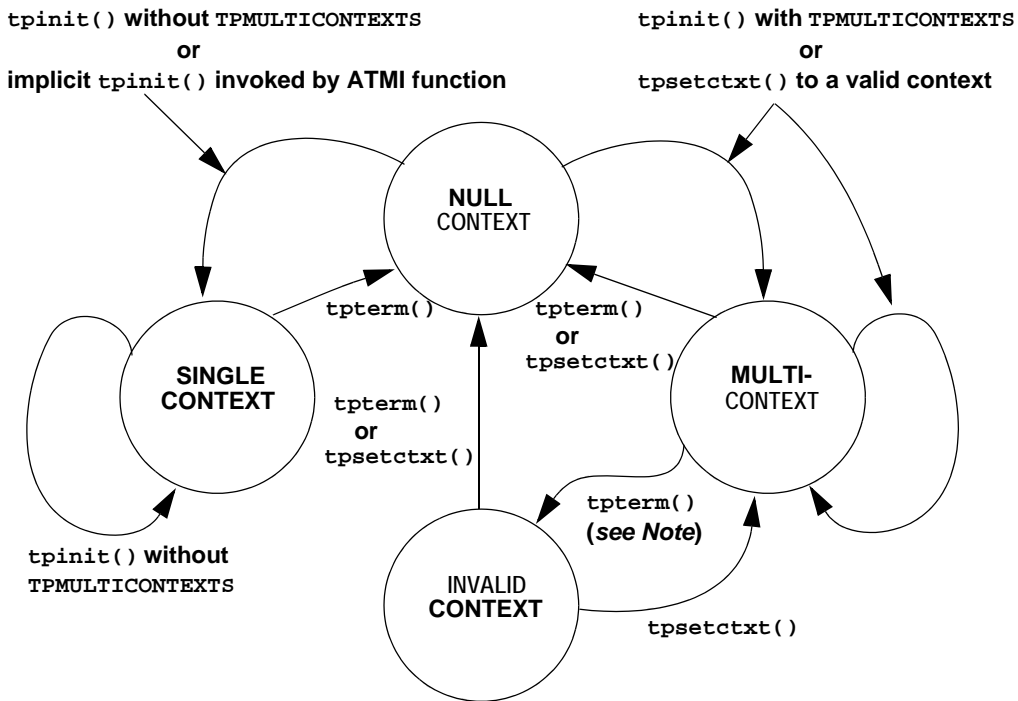 tpinit() without TPMULTICONTEXTS
or
implicit tpinit() invoked by ATMI function
tpinit() with TPMULTICONTEXTS
or
tpsetctxt() to a valid context
NULL
CONTEXT
tpterm()
tpterm()
or
tpsetctxt()
SINGLE
CONTEXT
MULTI-
CONTEXT
tpterm()
or
tpsetctxt()
tpterm()
(see Note)
tpinit() without
TPMULTICONTEXTS
INVALID
CONTEXT
tpsetctxt()